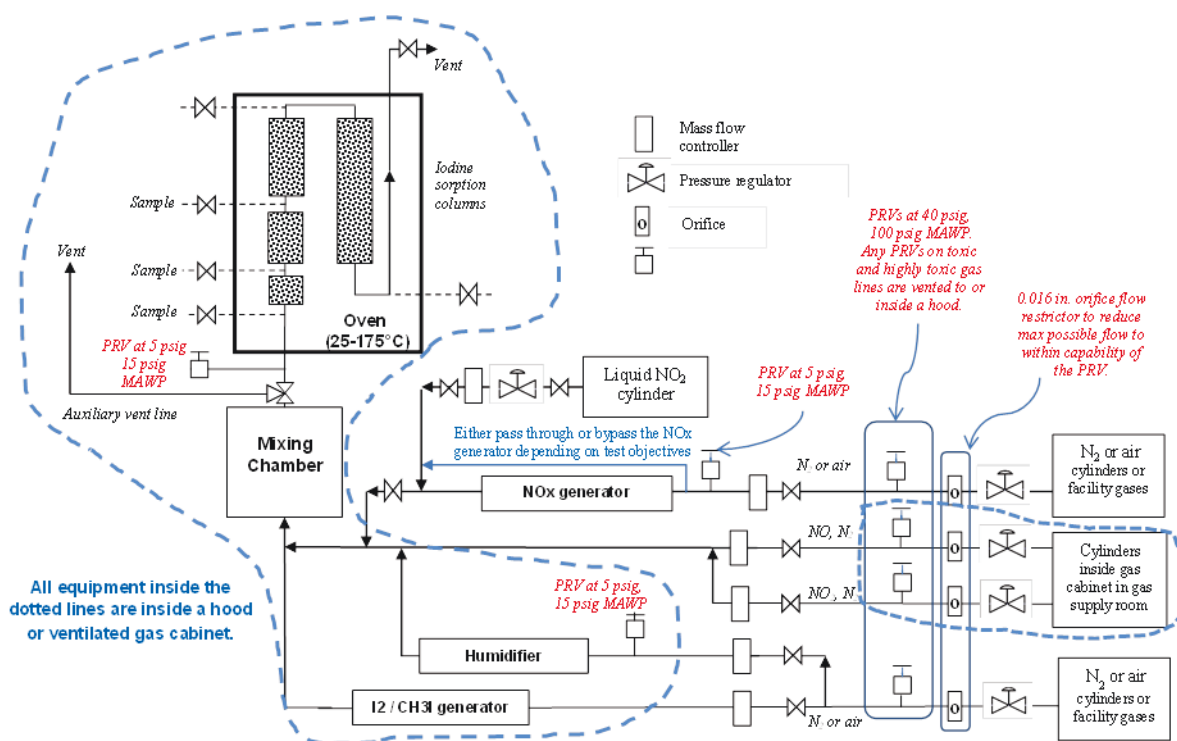 Vent
Iodine
sorption
columns
Sample
Sample
Sample
Vent
Oven
(25-175°C)
PRV at 5 psig
15 psig
MAWP
Auxiliary vent line
Mixing
Chamber
All equipment inside the
dotted lines are inside a hood
or ventilated gas cabinet.
Mass flow
controller
Pressure regulator
O
Orifice
PRVs at 40 psig,
100 psig MAWP.
Any PRVs on toxic
and highly toxic gas
lines are vented to or
inside a hood.
0.016 in. orifice flow
restrictor to reduce
max possible flow to
within capability of
the PRV.
Liquid NO₂
cylinder
PRV at 5 psig,
15 psig MAWP
Either pass through or bypass the NOx
generator depending on test objectives
NOx generator
N or air
O
N₂ or air
cylinders or
facility gases
NO, N
O
NO , N
O
Cylinders
inside gas
cabinet in gas
supply room
PRV at 5 psig,
15 psig MAWP
Humidifier
I2 / CH3I generator
N or air
O
N₂ or air
cylinders or
facility gases